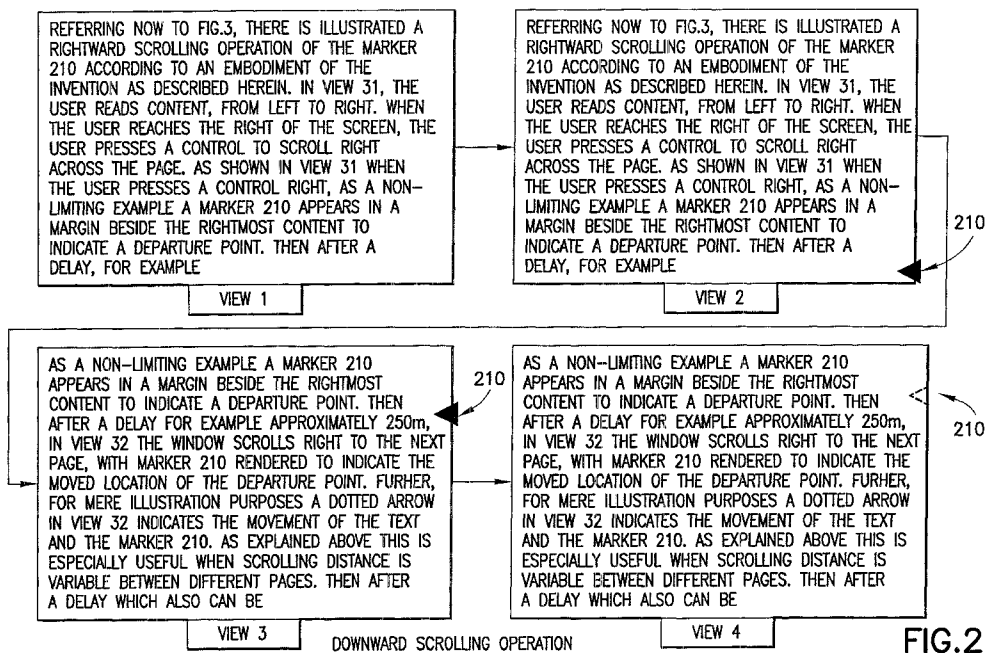 REFERRING NOW TO FIG.3, THERE IS ILLUSTRATED A
RIGHTWARD SCROLLING OPERATION OF THE MARKER
210 ACCORDING TO AN EMBODIMENT OF THE
INVENTION AS DESCRIBED HEREIN. IN VIEW 31, THE
USER READS CONTENT, FROM LEFT TO RIGHT. WHEN
THE USER REACHES THE RIGHT OF THE SCREEN, THE
USER PRESSES A CONTROL TO SCROLL RIGHT
ACROSS THE PAGE. AS SHOWN IN VIEW 31 WHEN
THE USER PRESSES A CONTROL RIGHT, AS A NON-
LIMITING EXAMPLE A MARKER 210 APPEARS IN A
MARGIN BESIDE THE RIGHTMOST CONTENT TO
INDICATE A DEPARTURE POINT. THEN AFTER A
DELAY, FOR EXAMPLE
VIEW 1
REFERRING NOW TO FIG.3, THERE IS ILLUSTRATED A
RIGHTWARD SCROLLING OPERATION OF THE MARKER
210 ACCORDING TO AN EMBODIMENT OF THE
INVENTION AS DESCRIBED HEREIN. IN VIEW 31, THE
USER READS CONTENT, FROM LEFT TO RIGHT. WHEN
THE USER REACHES THE RIGHT OF THE SCREEN, THE
USER PRESSES A CONTROL TO SCROLL RIGHT
ACROSS THE PAGE. AS SHOWN IN VIEW 31 WHEN
THE USER PRESSES A CONTROL RIGHT, AS A NON-
LIMITING EXAMPLE A MARKER 210 APPEARS IN A
MARGIN BESIDE THE RIGHTMOST CONTENT TO
INDICATE A DEPARTURE POINT. THEN AFTER A
DELAY, FOR EXAMPLE
210
VIEW 2
AS A NON-LIMITING EXAMPLE A MARKER 210
APPEARS IN A MARGIN BESIDE THE RIGHTMOST
CONTENT TO INDICATE A DEPARTURE POINT. THEN
AFTER A DELAY FOR EXAMPLE APPROXIMATELY 250m,
IN VIEW 32 THE WINDOW SCROLLS RIGHT TO THE NEXT
PAGE, WITH MARKER 210 RENDERED TO INDICATE THE
MOVED LOCATION OF THE DEPARTURE POINT. FURHER,
FOR MERE ILLUSTRATION PURPOSES A DOTTED ARROW
IN VIEW 32 INDICATES THE MOVEMENT OF THE TEXT
AND THE MARKER 210. AS EXPLAINED ABOVE THIS IS
ESPECIALLY USEFUL WHEN SCROLLING DISTANCE IS
VARIABLE BETWEEN DIFFERENT PAGES. THEN AFTER
A DELAY WHICH ALSO CAN BE
210
VIEW 3
AS A NON-LIMITING EXAMPLE A MARKER 210
APPEARS IN A MARGIN BESIDE THE RIGHTMOST
CONTENT TO INDICATE A DEPARTURE POINT. THEN
AFTER A DELAY FOR EXAMPLE APPROXIMATELY 250m,
IN VIEW 32 THE WINDOW SCROLLS RIGHT TO THE NEXT
PAGE, WITH MARKER 210 RENDERED TO INDICATE THE
MOVED LOCATION OF THE DEPARTURE POINT. FURHER,
FOR MERE ILLUSTRATION PURPOSES A DOTTED ARROW
IN VIEW 32 INDICATES THE MOVEMENT OF THE TEXT
AND THE MARKER 210. AS EXPLAINED ABOVE THIS IS
ESPECIALLY USEFUL WHEN SCROLLING DISTANCE IS
VARIABLE BETWEEN DIFFERENT PAGES. THEN AFTER
A DELAY WHICH ALSO CAN BE
210
VIEW 4
DOWNWARD SCROLLING OPERATION
FIG.2